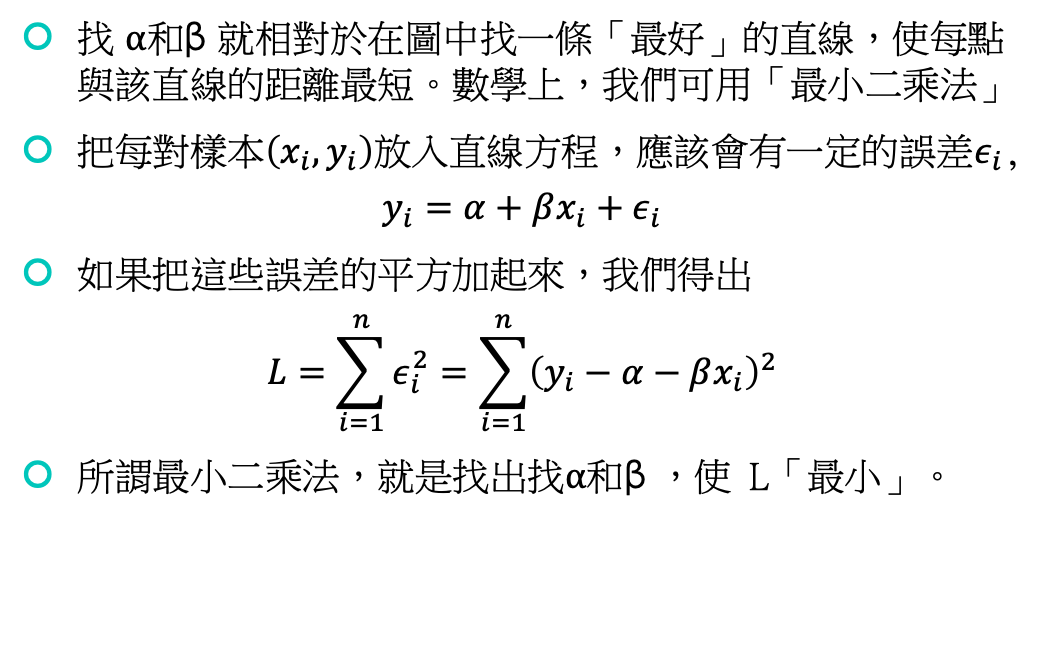 找 α和β 就相對於在圖中找一條「最好」的直線，使每點
與該直線的距離最短。數學上，我們可用「最小二乘法」
把每對樣本(xᵢ, yᵢ)放入直線方程，應該會有一定的誤差ϵᵢ,
yᵢ = α + βxᵢ + ϵᵢ
如果把這些誤差的平方加起來，我們得出
L = ∑ᵢ₌₁ⁿ ϵᵢ² = ∑ᵢ₌₁ⁿ (yᵢ − α − βxᵢ)²
所謂最小二乘法，就是找出找α和β ，使 L「最小」。